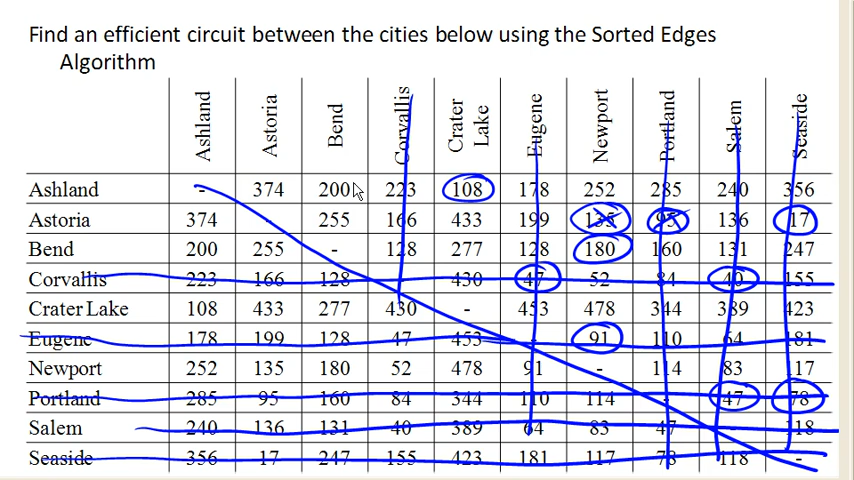 Find an efficient circuit between the cities below using the Sorted Edges
Algorithm
Ashland Astoria Bend Corvallis Crater Lake Eugene Newport Portland Salem Seaside
Ashland - 374 200 223 108 178 252 285 240 356
Astoria 374 - 255 166 433 199 135 95 136 17
Bend 200 255 - 128 277 128 180 160 131 247
Corvallis 223 166 128 - 430 47 52 84 40 155
Crater Lake 108 433 277 430 - 453 478 344 389 423
Eugene 178 199 128 47 453 - 91 110 64 181
Newport 252 135 180 52 478 91 - 114 83 117
Portland 285 95 160 84 344 110 114 - 47 78
Salem 240 136 131 40 389 64 83 47 - 118
Seaside 356 17 247 155 423 181 117 78 118 -